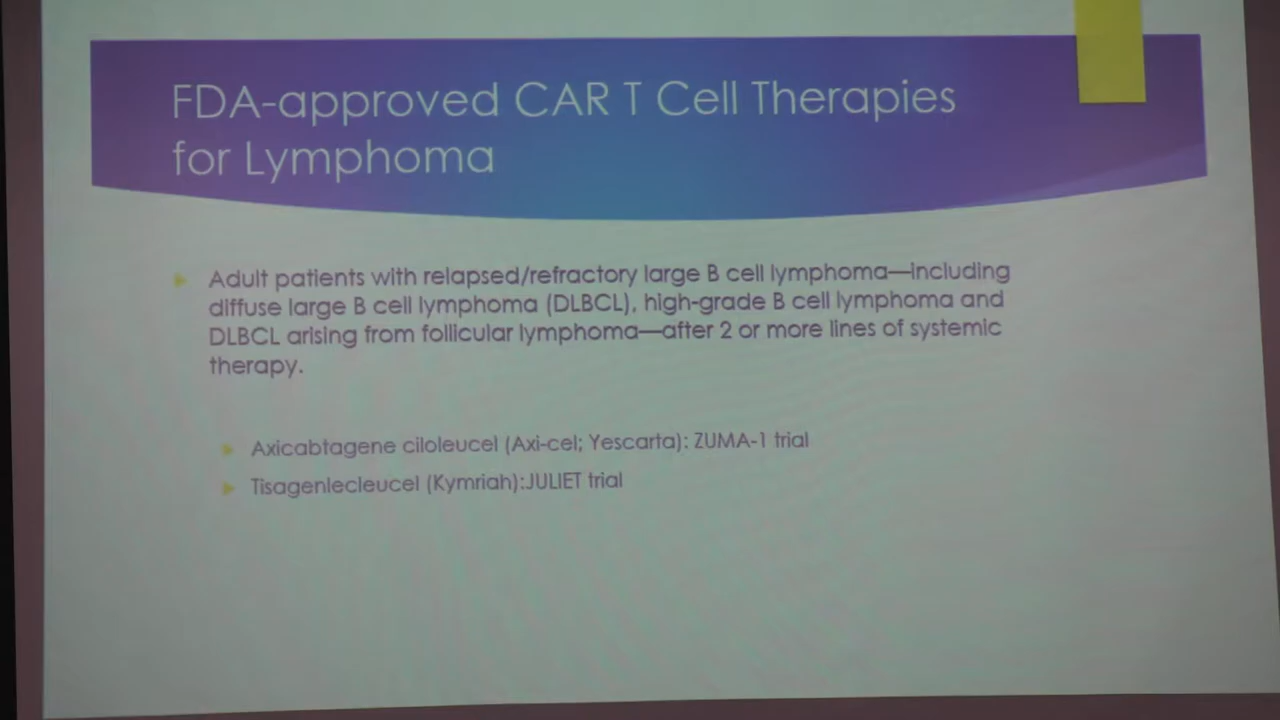 FDA-approved CAR T Cell Therapies
for Lymphoma
Adult patients with relapsed/refractory large B cell lymphoma—including
diffuse large B cell lymphoma (DLBCL), high-grade B cell lymphoma and
DLBCL arising from follicular lymphoma—after 2 or more lines of systemic
therapy.
Axicabtagene ciloleucel (Axi-cel; Yescarta): ZUMA-1 trial
Tisagenlecleucel (Kymriah):JULIET trial